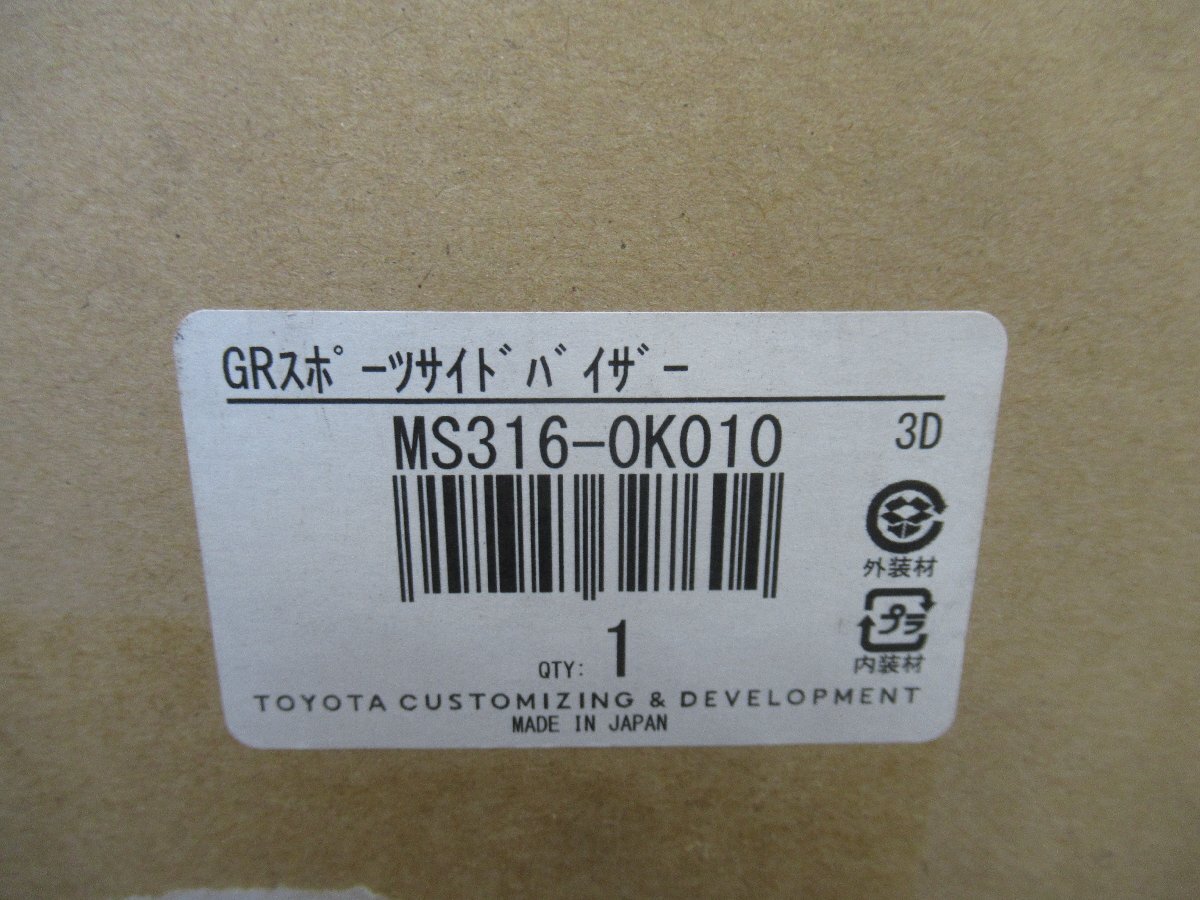 GRｽﾎﾟｰﾂｻｲﾄﾞﾊﾞｲｻﾞｰ
MS316-0K010
3D
外装材
プラ
内装材
QTY: 1
TOYOTA CUSTOMIZING & DEVELOPMENT
MADE IN JAPAN